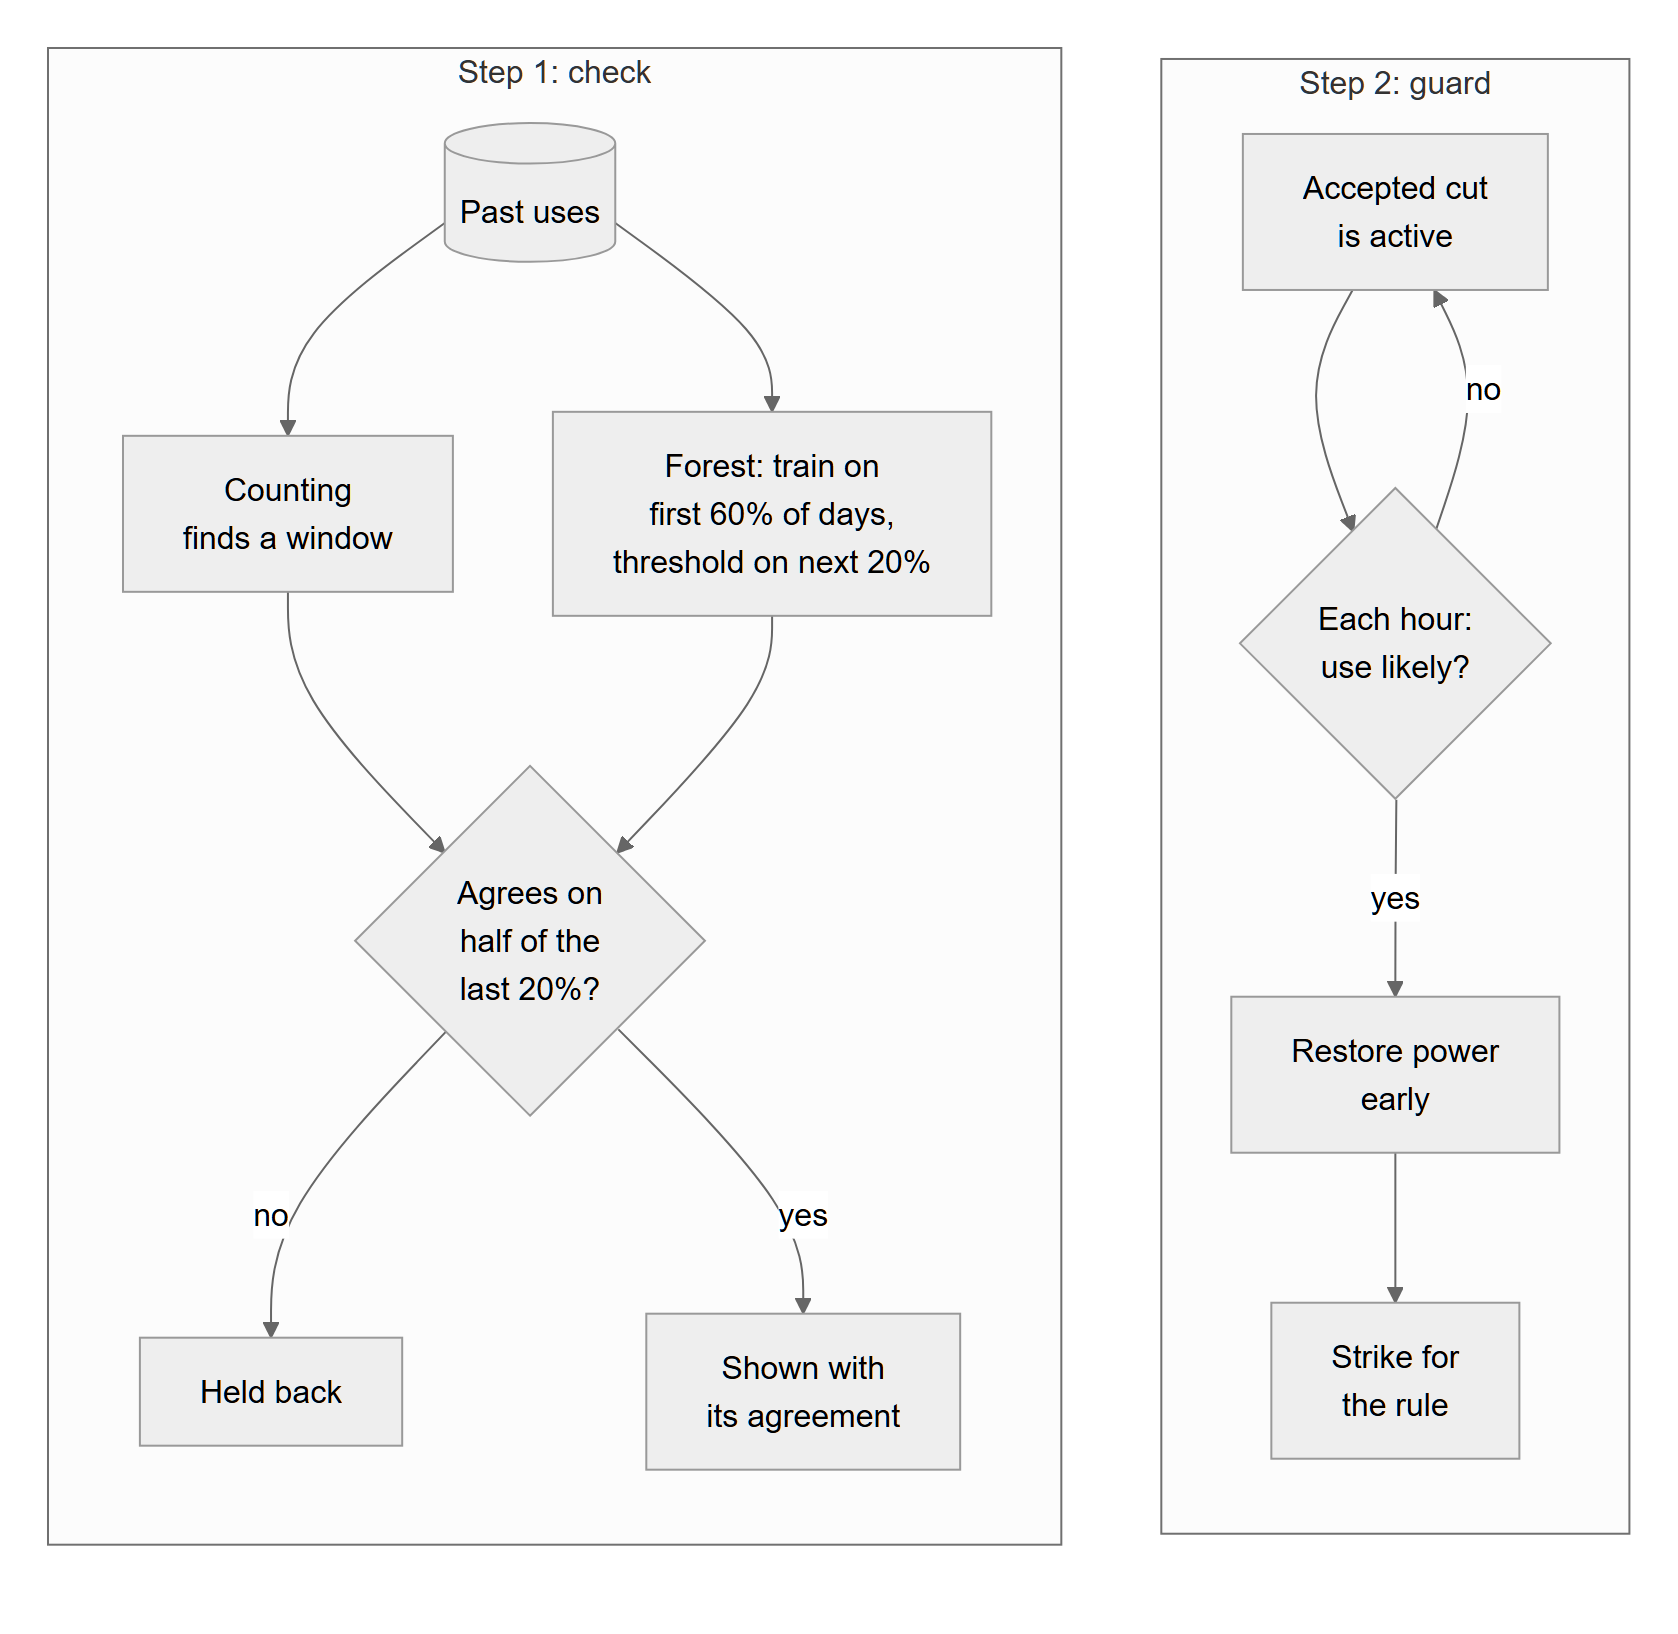 Step 1: check
Past uses
Counting
finds a window
Forest: train on
first 60% of days,
threshold on next 20%
Agrees on
half of the
last 20%?
no
yes
Held back
Shown with
its agreement
Step 2: guard
Accepted cut
is active
no
Each hour:
use likely?
yes
Restore power
early
Strike for
the rule